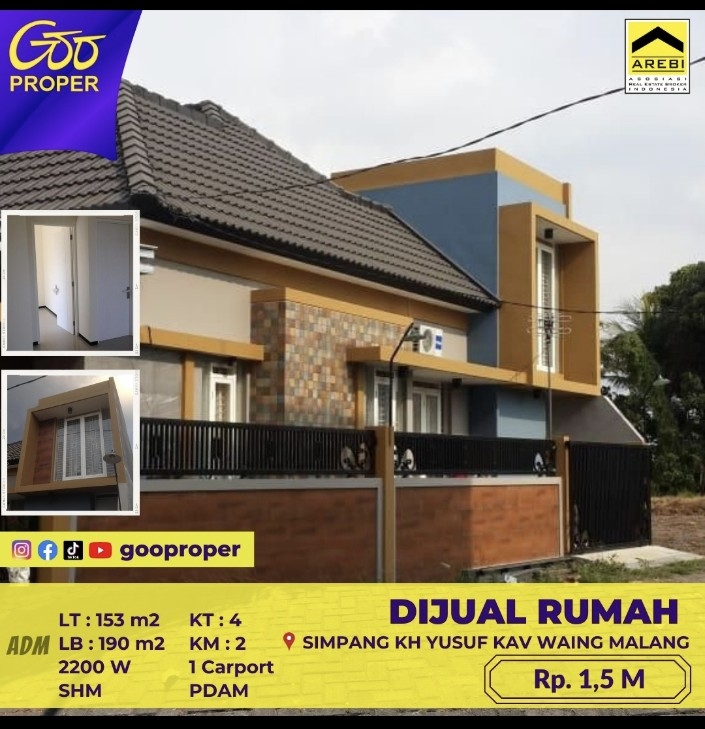 GOO
PROPER
AREBI
ASOSIASI
REAL ESTATE BROKER
INDONESIA
gooproper
DIJUAL RUMAH
SIMPANG KH YUSUF KAV WAING MALANG
Rp. 1,5 M
ADM
LT : 153 m2
LB : 190 m2
2200 W
SHM
KT : 4
KM : 2
1 Carport
PDAM